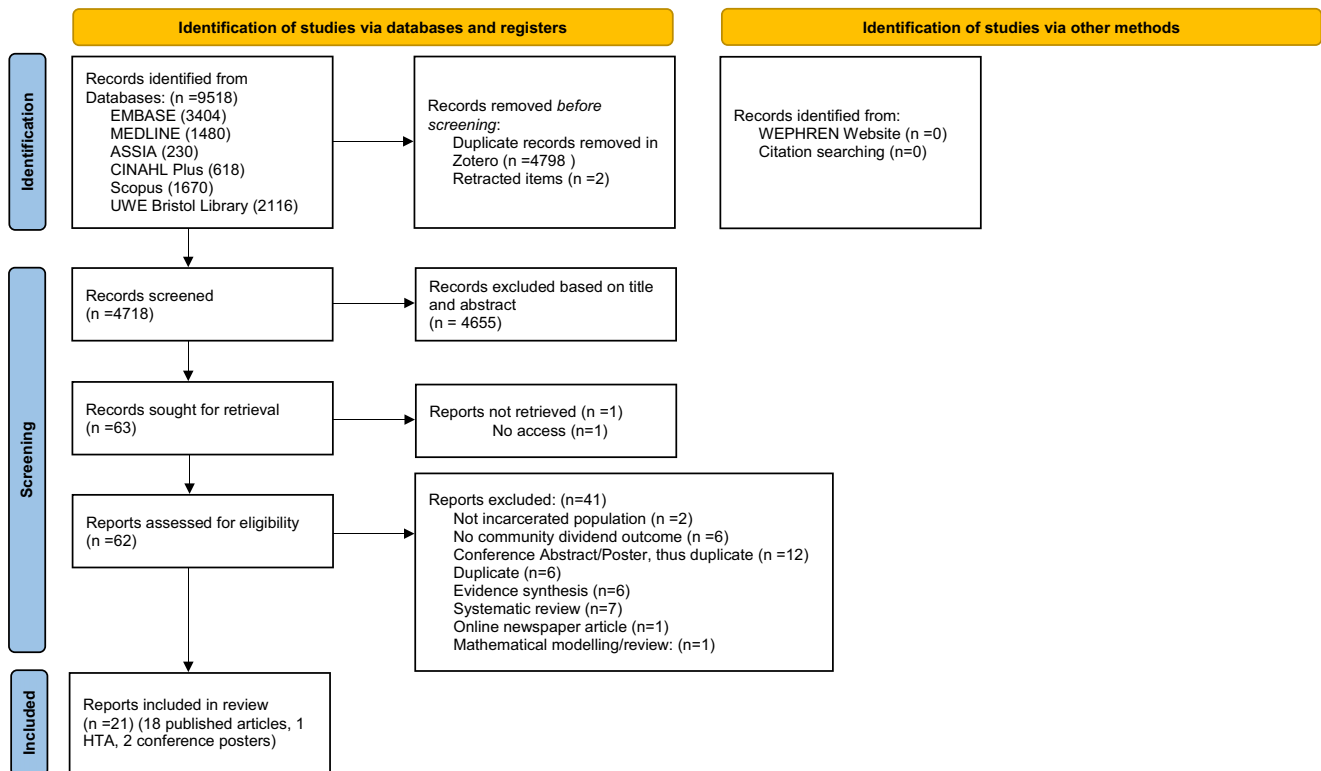 Identification of studies via databases and registers
Identification of studies via other methods
Identification
Records identified from
Databases: (n =9518)
EMBASE (3404)
MEDLINE (1480)
ASSIA (230)
CINAHL Plus (618)
Scopus (1670)
UWE Bristol Library (2116)
Records removed before
screening:
Duplicate records removed in
Zotero (n =4798 )
Retracted items (n =2)
Records identified from:
WEPHREN Website (n =0)
Citation searching (n=0)
Screening
Records screened
(n =4718)
Records excluded based on title
and abstract
(n = 4655)
Records sought for retrieval
(n =63)
Reports not retrieved (n =1)
No access (n=1)
Reports assessed for eligibility
(n =62)
Reports excluded: (n=41)
Not incarcerated population (n =2)
No community dividend outcome (n =6)
Conference Abstract/Poster, thus duplicate (n =12)
Duplicate (n=6)
Evidence synthesis (n=6)
Systematic review (n=7)
Online newspaper article (n=1)
Mathematical modelling/review: (n=1)
Included
Reports included in review
(n =21) (18 published articles, 1
HTA, 2 conference posters)